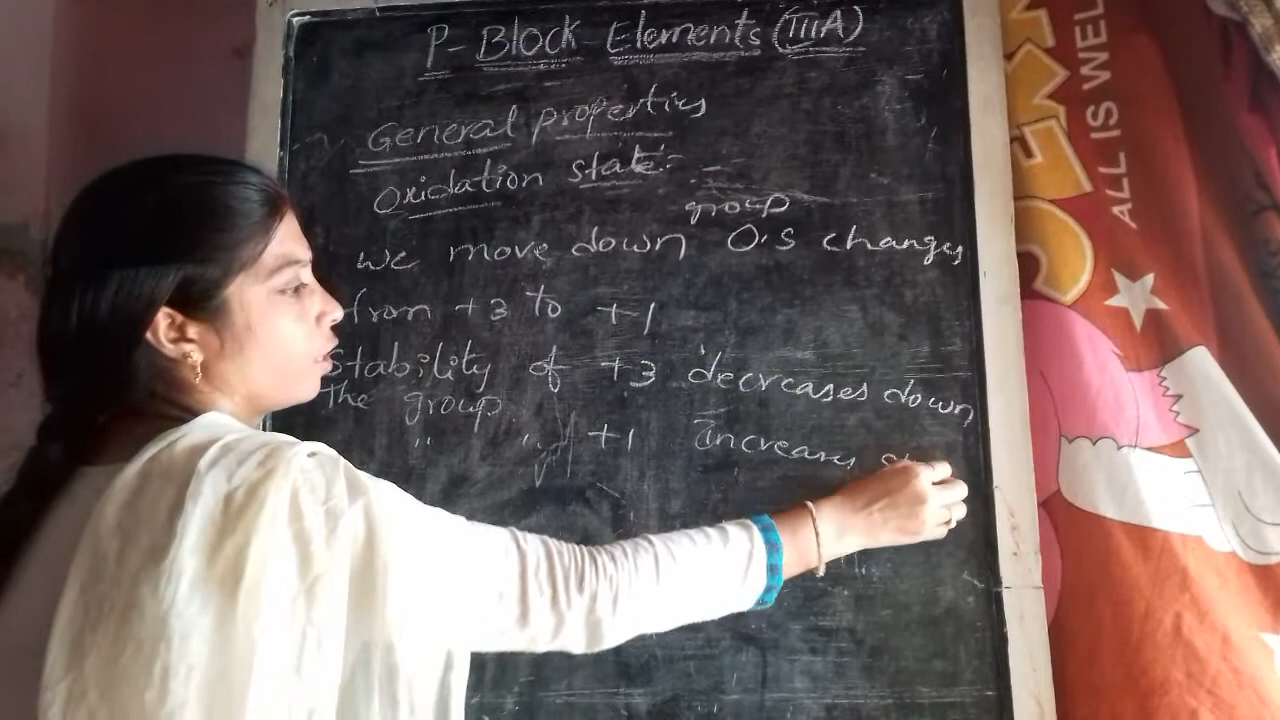 P-Block Elements (IIIA)
General properties
Oxidation state:-
group
we move down O.S changes
from +3 to +1
Stability of +3 decreases down
the group
" " +1 increases
ALL IS WEL